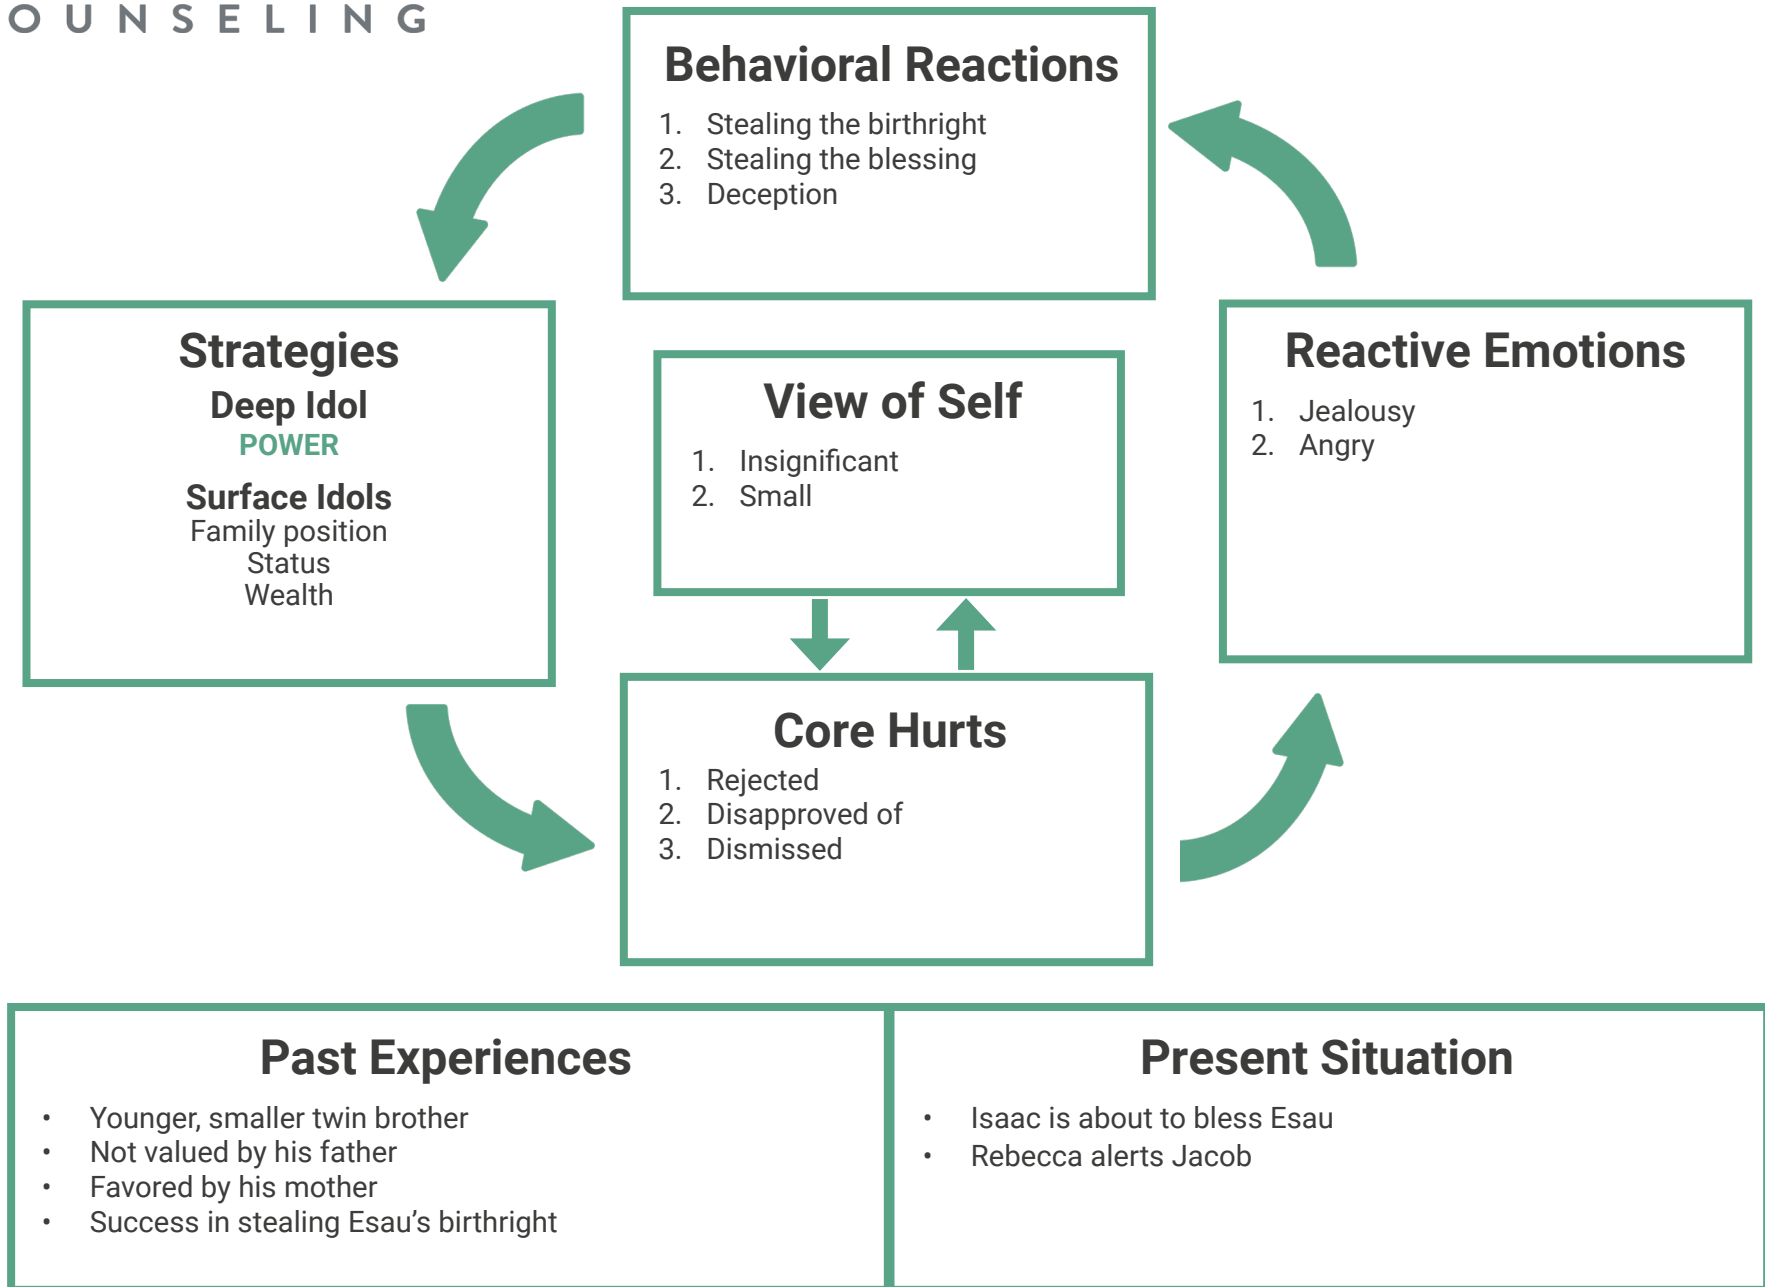 OUNSELING
Behavioral Reactions
1. Stealing the birthright
2. Stealing the blessing
3. Deception
Strategies
Deep Idol
POWER
Surface Idols
Family position
Status
Wealth
View of Self
1. Insignificant
2. Small
Reactive Emotions
1. Jealousy
2. Angry
Core Hurts
1. Rejected
2. Disapproved of
3. Dismissed
Past Experiences
• Younger, smaller twin brother
• Not valued by his father
• Favored by his mother
• Success in stealing Esau's birthright
Present Situation
• Isaac is about to bless Esau
• Rebecca alerts Jacob